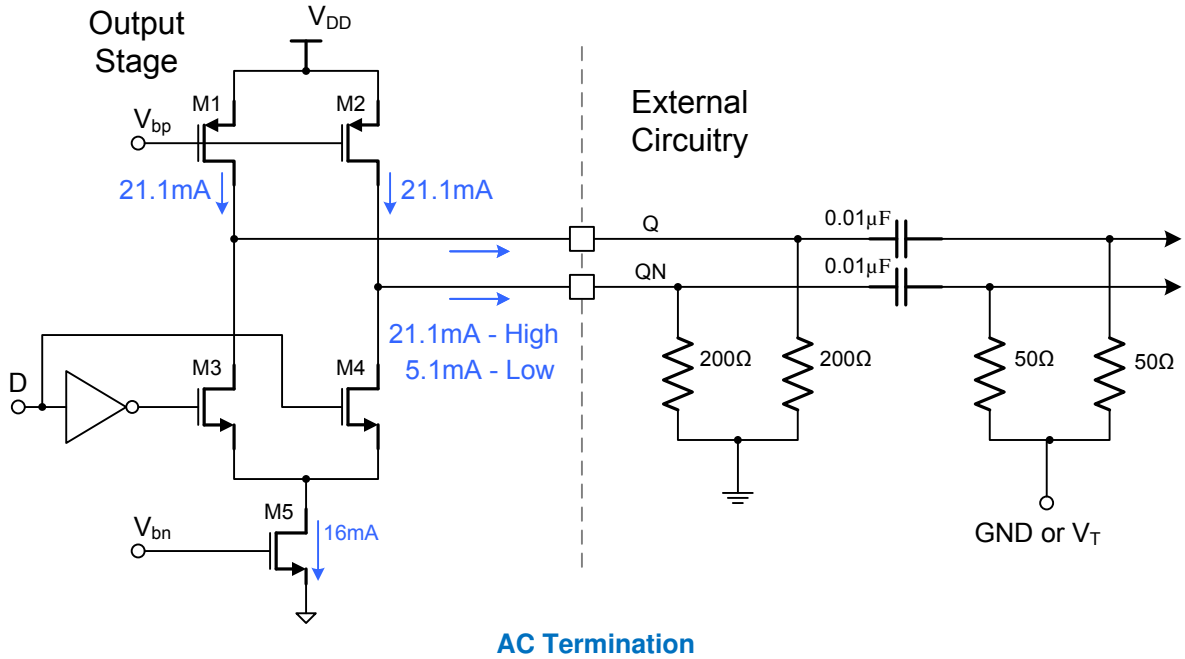 Output
Stage
VDD
External
Circuitry
M1
M2
Vbp
21.1mA
21.1mA
Q
0.01µF
QN
0.01µF
21.1mA - High
5.1mA - Low
200Ω
200Ω
50Ω
50Ω
D
M3
M4
M5
Vbn
16mA
GND or VT
AC Termination